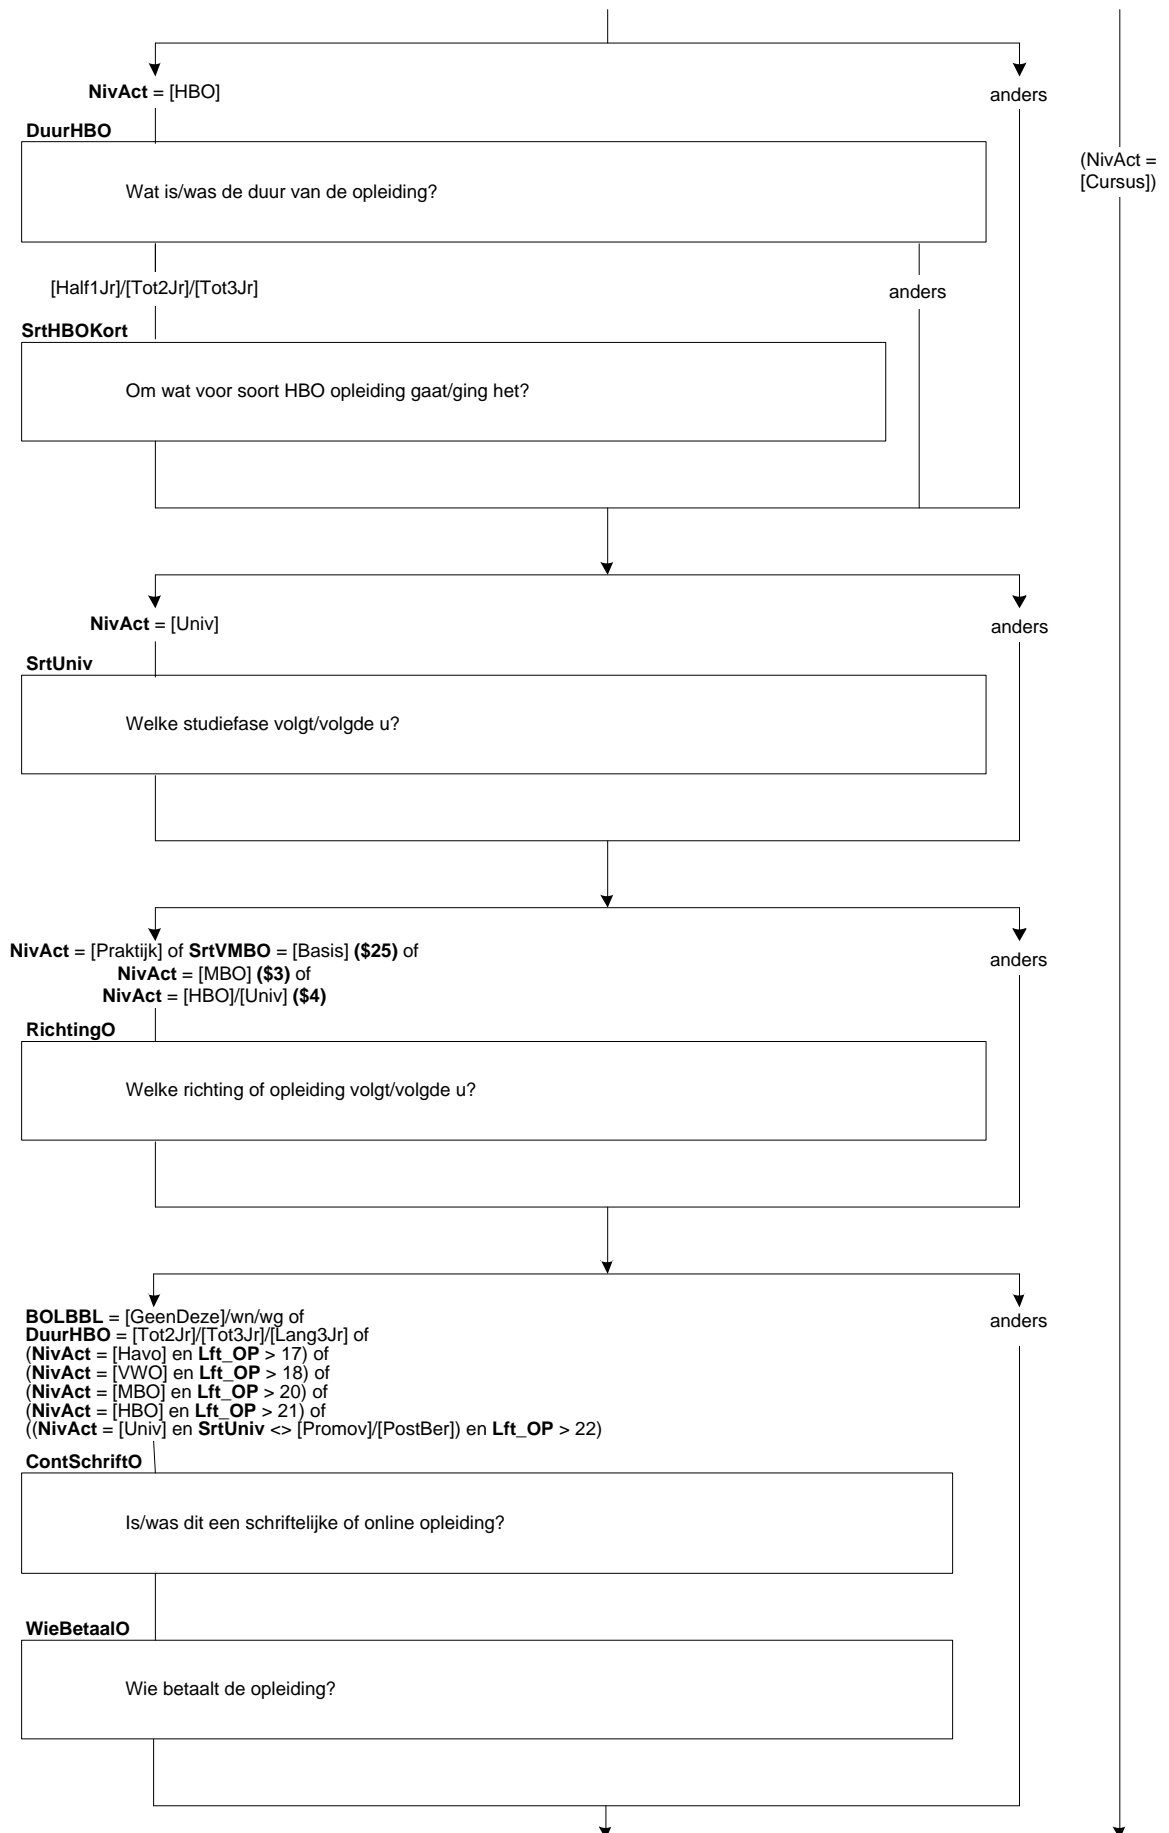 NivAct = [HBO]
anders
DuurHBO
(NivAct =
[Cursus])
Wat is/was de duur van de opleiding?
[Half1Jr]/[Tot2Jr]/[Tot3Jr]
anders
SrtHBOKort
Om wat voor soort HBO opleiding gaat/ging het?
NivAct = [Univ]
anders
SrtUniv
Welke studiefase volgt/volgde u?
NivAct = [Praktijk] of SrtVMBO = [Basis] ($25) of
NivAct = [MBO] ($3) of
NivAct = [HBO]/[Univ] ($4)
anders
RichtingO
Welke richting of opleiding volgt/volgde u?
BOLBBL = [GeenDeze]/wn/wg of
DuurHBO = [Tot2Jr]/[Tot3Jr]/[Lang3Jr] of
(NivAct = [Havo] en Lft_OP > 17) of
(NivAct = [VWO] en Lft_OP > 18) of
(NivAct = [MBO] en Lft_OP > 20) of
(NivAct = [HBO] en Lft_OP > 21) of
((NivAct = [Univ] en SrtUniv <> [Promov]/[PostBer]) en Lft_OP > 22)
anders
ContSchriftO
Is/was dit een schriftelijke of online opleiding?
WieBetaalO
Wie betaalt de opleiding?